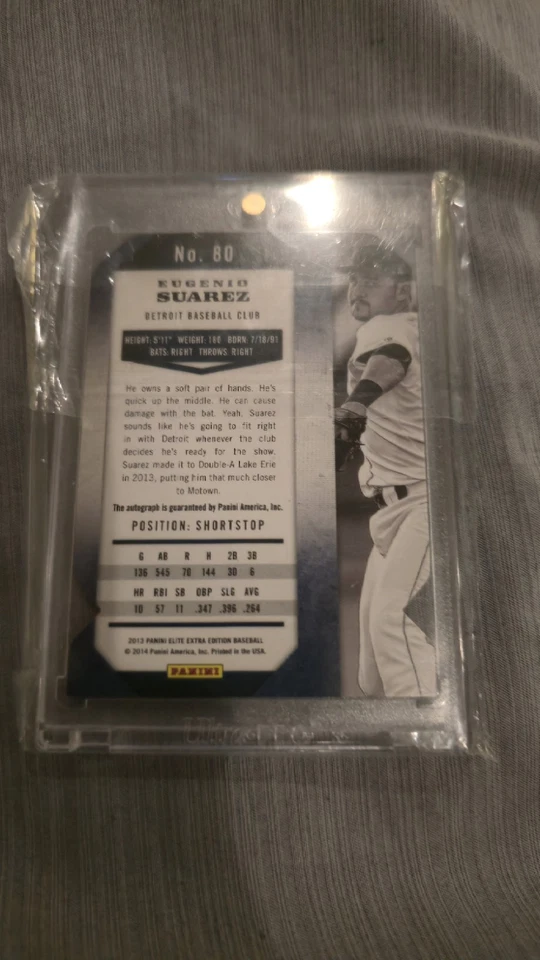 No. 80
EUGENIO
SUAREZ
DETROIT BASEBALL CLUB
HEIGHT: 5'11" WEIGHT: 180 BORN: 7/18/91
BATS: RIGHT THROWS: RIGHT
He owns a soft pair of hands. He's
quick up the middle. He can cause
damage with the bat. Yeah, Suarez
sounds like he's going to fit right
in with Detroit whenever the club
decides he's ready for the show.
Suarez made it to Double-A Lake Erie
in 2013, putting him that much closer
to Motown.
The autograph is guaranteed by Panini America, Inc.
POSITION: SHORTSTOP
G AB R H 2B 3B
136 545 78 144 30 6
HR RBI SB OBP SLG AVG
10 57 11 .347 .396 .264
2013 PANINI ELITE EXTRA EDITION BASEBALL
© 2014 Panini America, Inc. Printed in the USA.
PANINI